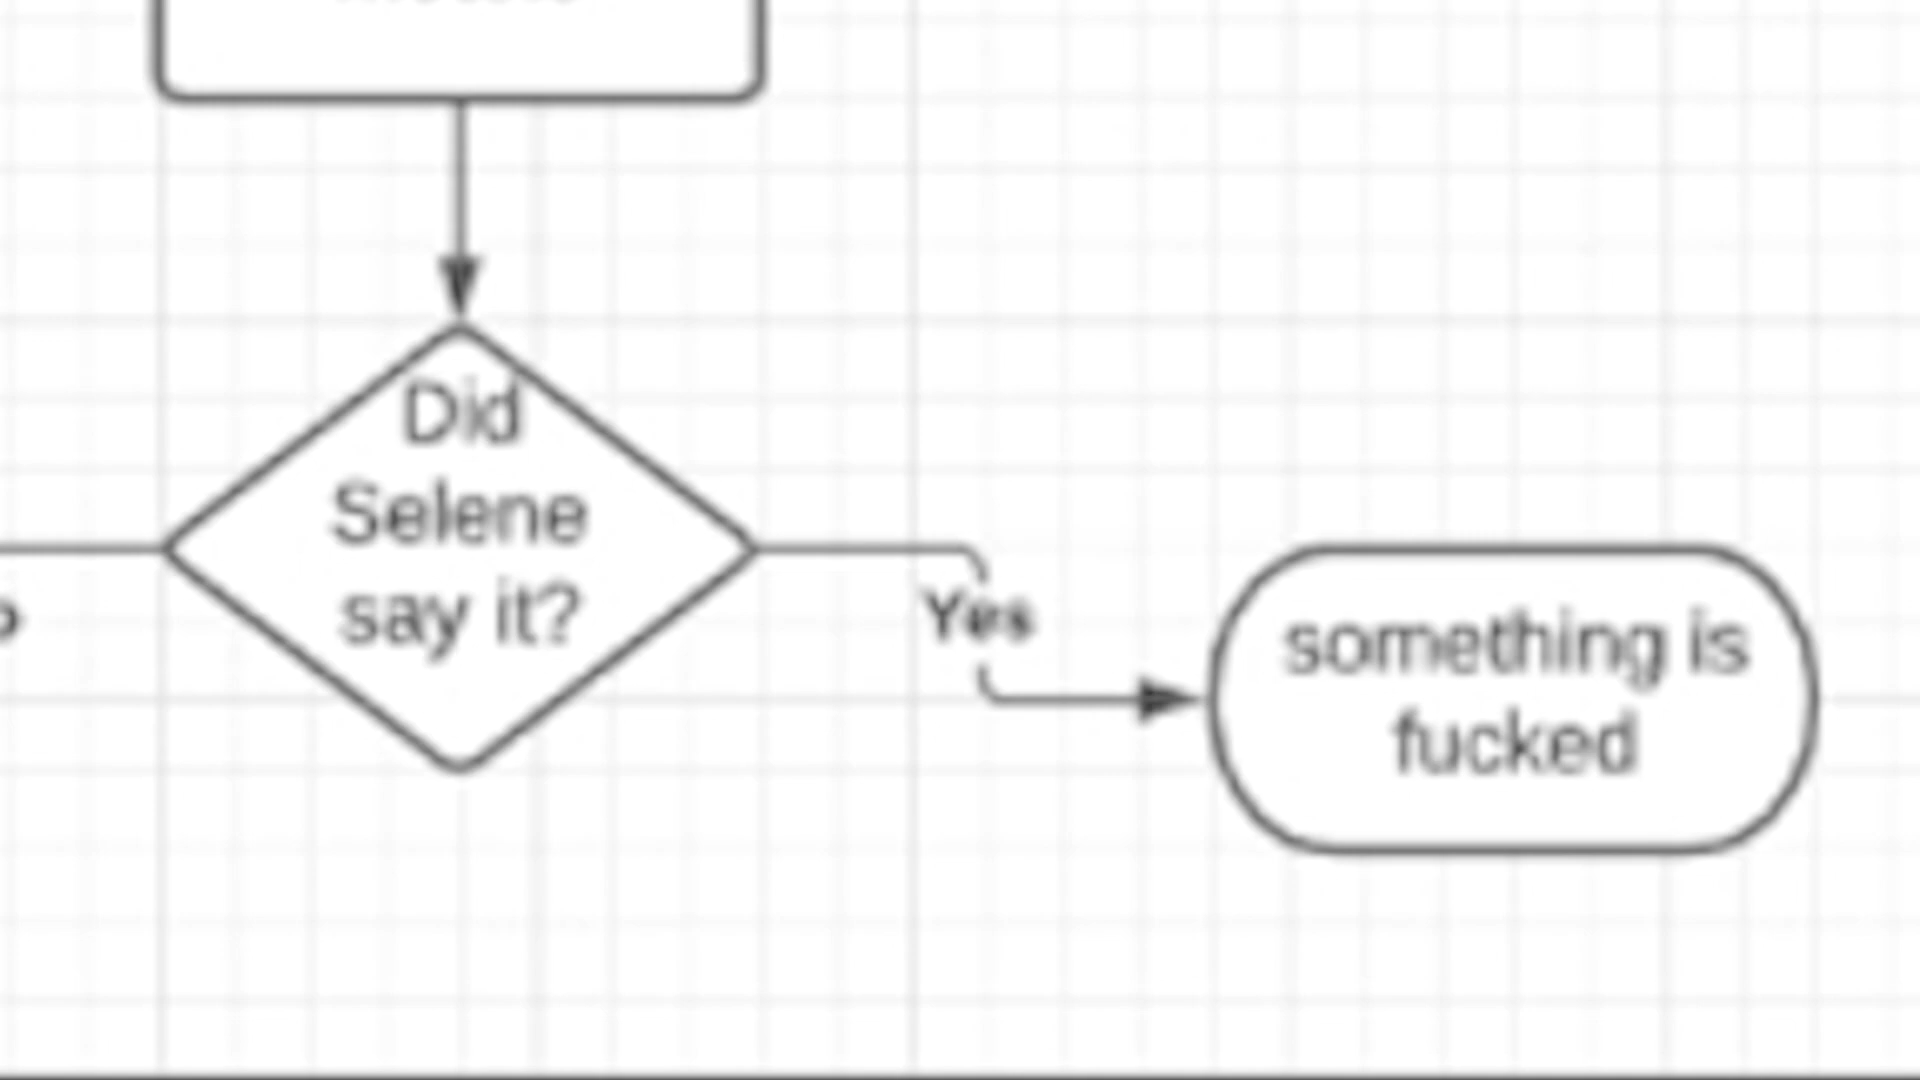 Did
Selene
say it?
Yes
something is
fucked